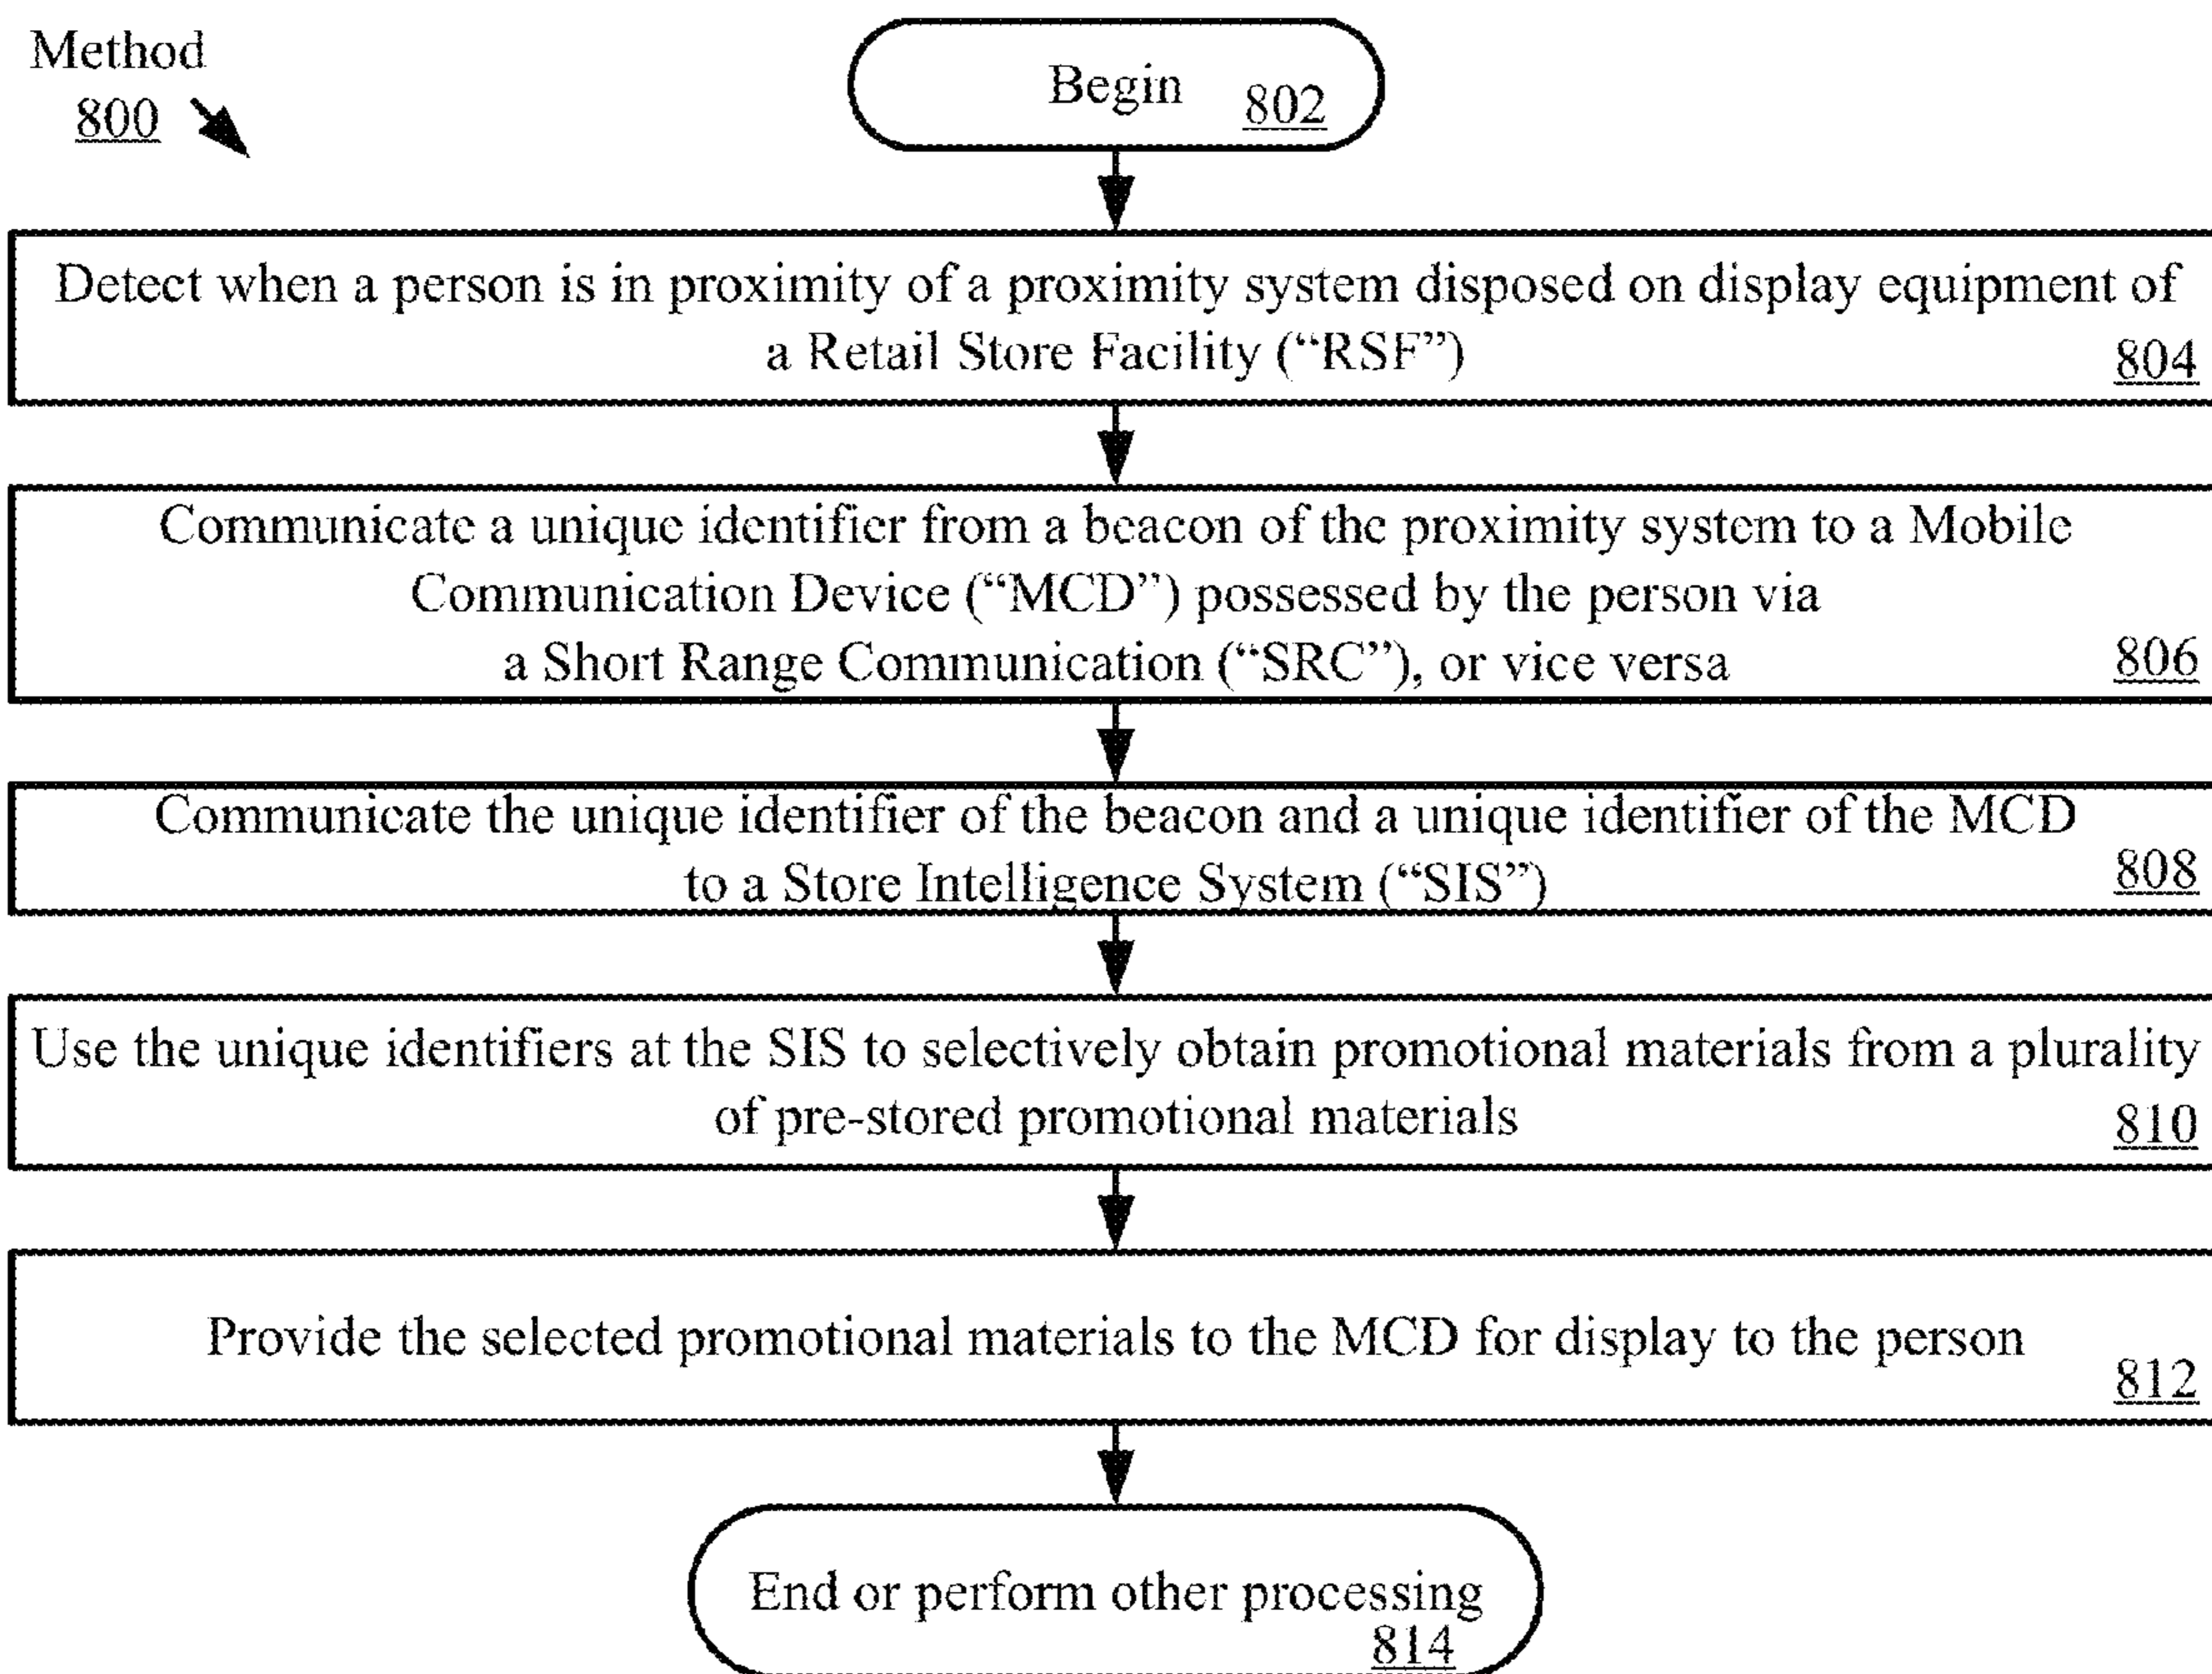 Method
800
Begin 802
Detect when a person is in proximity of a proximity system disposed on display equipment of
a Retail Store Facility (“RSF”) 804
Communicate a unique identifier from a beacon of the proximity system to a Mobile
Communication Device (“MCD”) possessed by the person via
a Short Range Communication (“SRC”), or vice versa 806
Communicate the unique identifier of the beacon and a unique identifier of the MCD
to a Store Intelligence System (“SIS”) 808
Use the unique identifiers at the SIS to selectively obtain promotional materials from a plurality
of pre-stored promotional materials 810
Provide the selected promotional materials to the MCD for display to the person
812
End or perform other processing
814